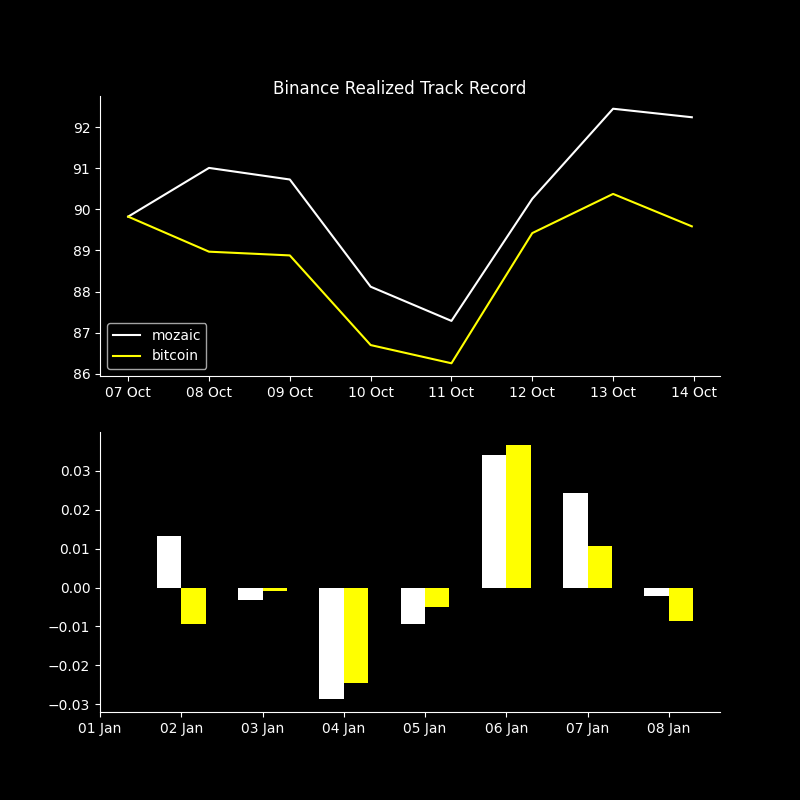 Binance Realized Track Record
92
91
90
89
88
87
86
mozaic
bitcoin
07 Oct 08 Oct 09 Oct 10 Oct 11 Oct 12 Oct 13 Oct 14 Oct
0.03
0.02
0.01
0.00
−0.01
−0.02
−0.03
01 Jan 02 Jan 03 Jan 04 Jan 05 Jan 06 Jan 07 Jan 08 Jan